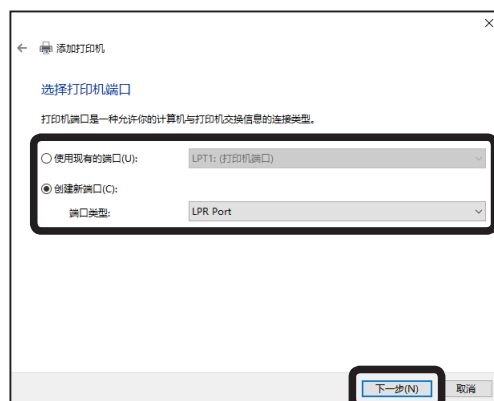 添加打印机
选择打印机端口
打印机端口是一种允许你的计算机与打印机交换信息的连接类型。
使用现有的端口(U):
LPT1: (打印机端口)
创建新端口(C):
端口类型:
LPR Port
下一步(N)
取消